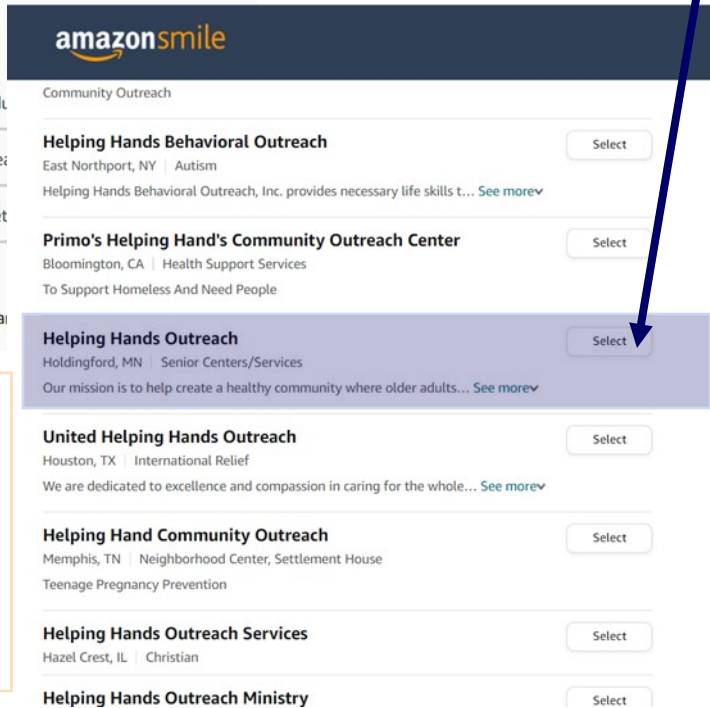 amazonsmile
Community Outreach
Helping Hands Behavioral Outreach
Select
East Northport, NY | Autism
Helping Hands Behavioral Outreach, Inc. provides necessary life skills t... See more
Primo's Helping Hand's Community Outreach Center
Select
Bloomington, CA | Health Support Services
To Support Homeless And Need People
Helping Hands Outreach
Select
Holdingford, MN | Senior Centers/Services
Our mission is to help create a healthy community where older adults... See more
United Helping Hands Outreach
Select
Houston, TX | International Relief
We are dedicated to excellence and compassion in caring for the whole... See more
Helping Hand Community Outreach
Select
Memphis, TN | Neighborhood Center, Settlement House
Teenage Pregnancy Prevention
Helping Hands Outreach Services
Select
Hazel Crest, IL | Christian
Helping Hands Outreach Ministry
Select